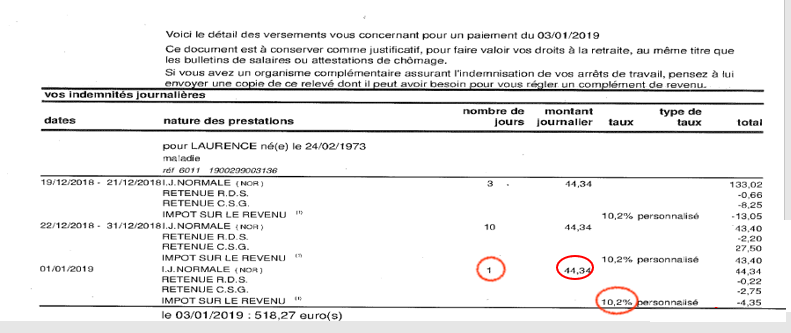 Voici le détail des versements vous concernant pour un paiement du 03/01/2019
Ce document est à conserver comme justificatif, pour faire valoir vos droits à la retraite, au même titre que
les bulletins de salaires ou attestations de chômage.
Si vous avez un organisme complémentaire assurant l'indemnisation de vos arrêts de travail, pensez à lui
envoyer une copie de ce relevé dont il peut avoir besoin pour vous régler un complément de revenu.
vos indemnités journalières
dates nature des prestations nombre de jours montant journalier taux type de taux total
pour LAURENCE né(e) le 24/02/1973
maladie
réf 6011 1900299003136
19/12/2018 - 21/12/2018 I.J.NORMALE (NOR) 3 44,34 133,02
RETENUE R.D.S. -0,66
RETENUE C.S.G. -8,25
IMPOT SUR LE REVENU (1) 10,2% personnalisé -13,05
22/12/2018 - 31/12/2018 I.J.NORMALE (NOR) 10 44,34 43,40
RETENUE R.D.S. -2,20
RETENUE C.S.G. 27,50
IMPOT SUR LE REVENU (1) 10,2% personnalisé 43,40
01/01/2019 I.J.NORMALE (NOR) 1 44,34 44,34
RETENUE R.D.S. -0,22
RETENUE C.S.G. -2,75
IMPOT SUR LE REVENU (1) 10,2% personnalisé -4,35
le 03/01/2019 : 518,27 euro(s)